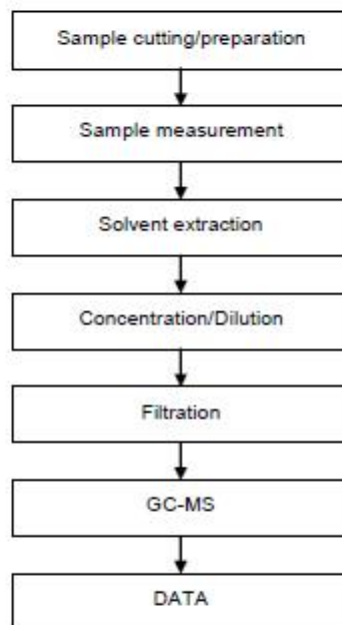 Sample cutting/preparation
Sample measurement
Solvent extraction
Concentration/Dilution
Filtration
GC-MS
DATA